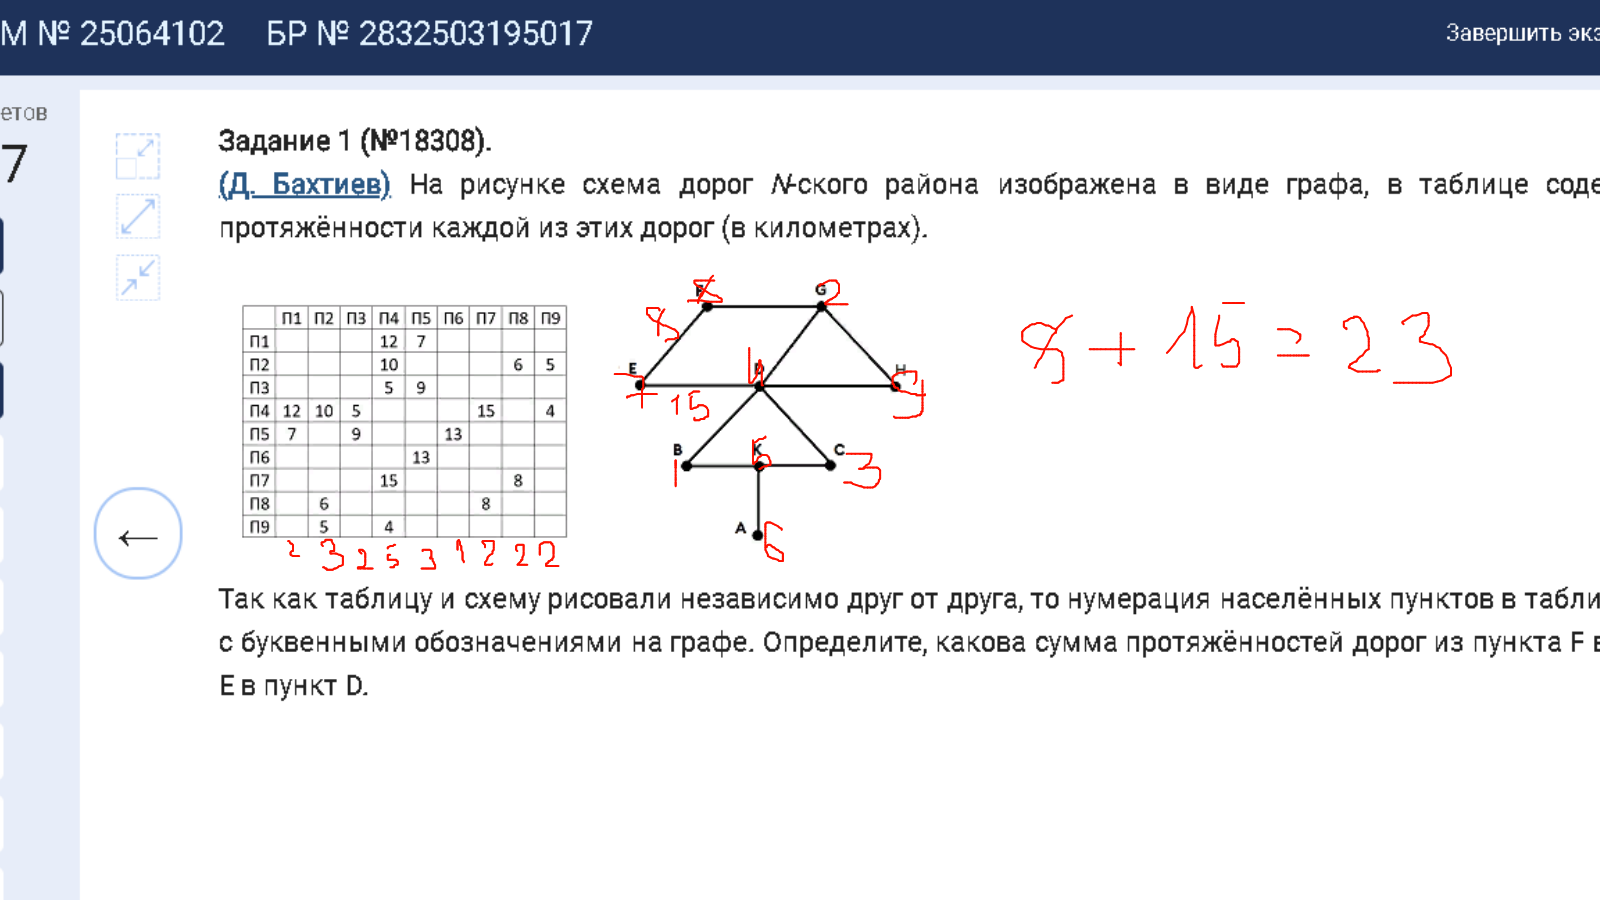 М № 25064102 БР № 2832503195017 Завершить экз
етов
7
Задание 1 (№18308).
(Д. Бахтиев) На рисунке схема дорог N-ского района изображена в виде графа, в таблице соде
протяжённости каждой из этих дорог (в километрах).
П1 П2 П3 П4 П5 П6 П7 П8 П9
П1 12 7
П2 10 6 5
П3 5 9
П4 12 10 5 15 4
П5 7 9 13
П6 13
П7 15 8
П8 6 8
П9 5 4
2 3 2 5 3 1 2 2 2
F 8 G 2
8
E 7 15 D 4 H 9
B 1 K 5 C 3
A 6
8 + 15 = 23
Так как таблицу и схему рисовали независимо друг от друга, то нумерация населённых пунктов в табли
с буквенными обозначениями на графе. Определите, какова сумма протяжённостей дорог из пункта F в
E в пункт D.